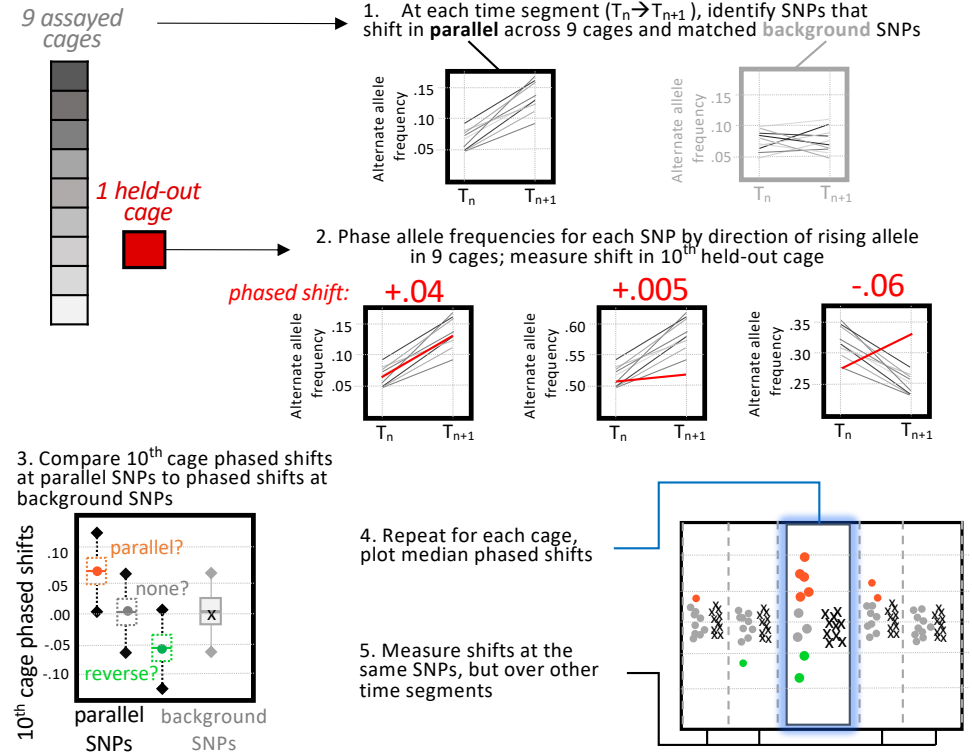 9 assayed
cages
1. At each time segment (Tn→Tn+1), identify SNPs that
shift in parallel across 9 cages and matched background SNPs
Alternate allele
frequency
.15
.10
.05
Tn
Tn+1
Alternate allele
frequency
.15
.10
.05
Tn
Tn+1
1 held-out
cage
2. Phase allele frequencies for each SNP by direction of rising allele
in 9 cages; measure shift in 10th held-out cage
phased shift:
+.04
+.005
-.06
Alternate allele
frequency
.15
.10
.05
Tn
Tn+1
Alternate allele
frequency
.60
.55
.50
Tn
Tn+1
Alternate allele
frequency
.35
.30
.25
Tn
Tn+1
3. Compare 10th cage phased shifts
at parallel SNPs to phased shifts at
background SNPs
10th cage phased shifts
.10
.05
.00
-.05
-.10
parallel?
none?
reverse?
x
parallel
SNPs
background
SNPs
4. Repeat for each cage,
plot median phased shifts
5. Measure shifts at the
same SNPs, but over other
time segments